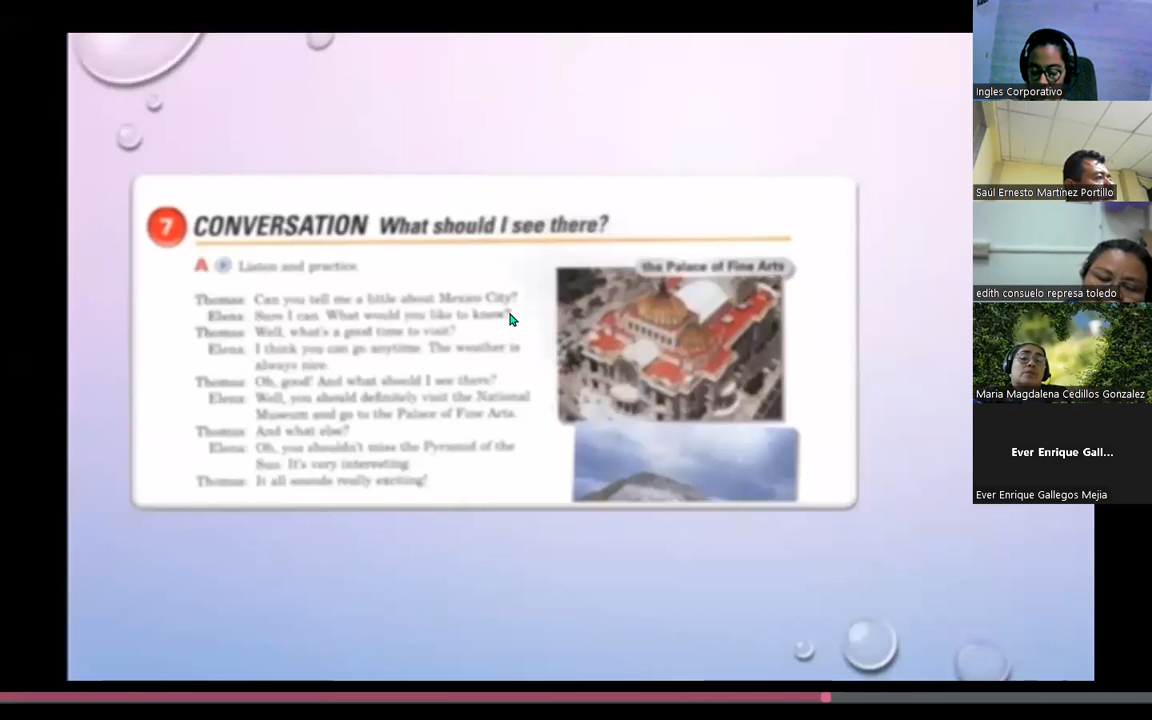 7 CONVERSATION What should I see there?
A Listen and practice.
the Palace of Fine Arts
Thomas: Can you tell me a little about Mexico City?
Elena: Sure I can. What would you like to know?
Thomas: Well, what's a good time to visit?
Elena: I think you can go anytime. The weather is
always nice.
Thomas: Oh, good! And what should I see there?
Elena: Well, you should definitely visit the National
Museum and go to the Palace of Fine Arts.
Thomas: And what else?
Elena: Oh, you shouldn't miss the Pyramid of the
Sun. It's very interesting.
Thomas: It all sounds really exciting!
Ingles Corporativo
Saúl Ernesto Martínez Portillo
edith consuelo represa toledo
Maria Magdalena Cedillos Gonzalez
Ever Enrique Gall...
Ever Enrique Gallegos Mejia